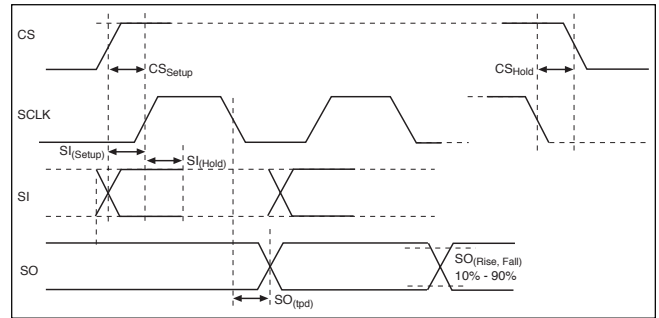 CS
CSSetup
CSHold
SCLK
SI(Setup)
SI(Hold)
SI
SO
SO(Rise, Fall)
10% - 90%
SO(tpd)